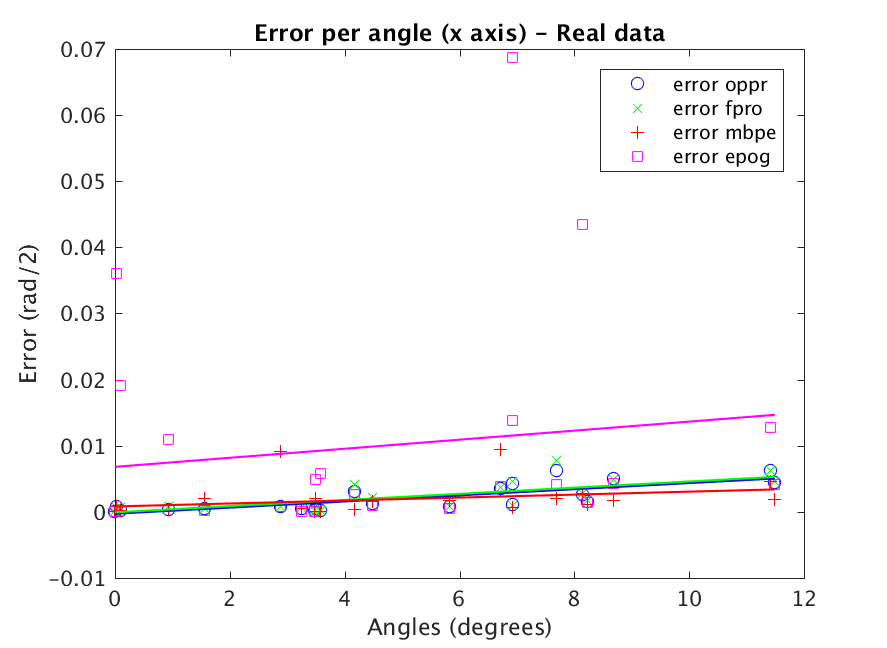 Error per angle (x axis) - Real data
0.07
0.06
0.05
0.04
0.03
0.02
0.01
0
-0.01
Error (rad/2)
error oppr
error fpro
error mbpe
error epog
0 2 4 6 8 10 12
Angles (degrees)